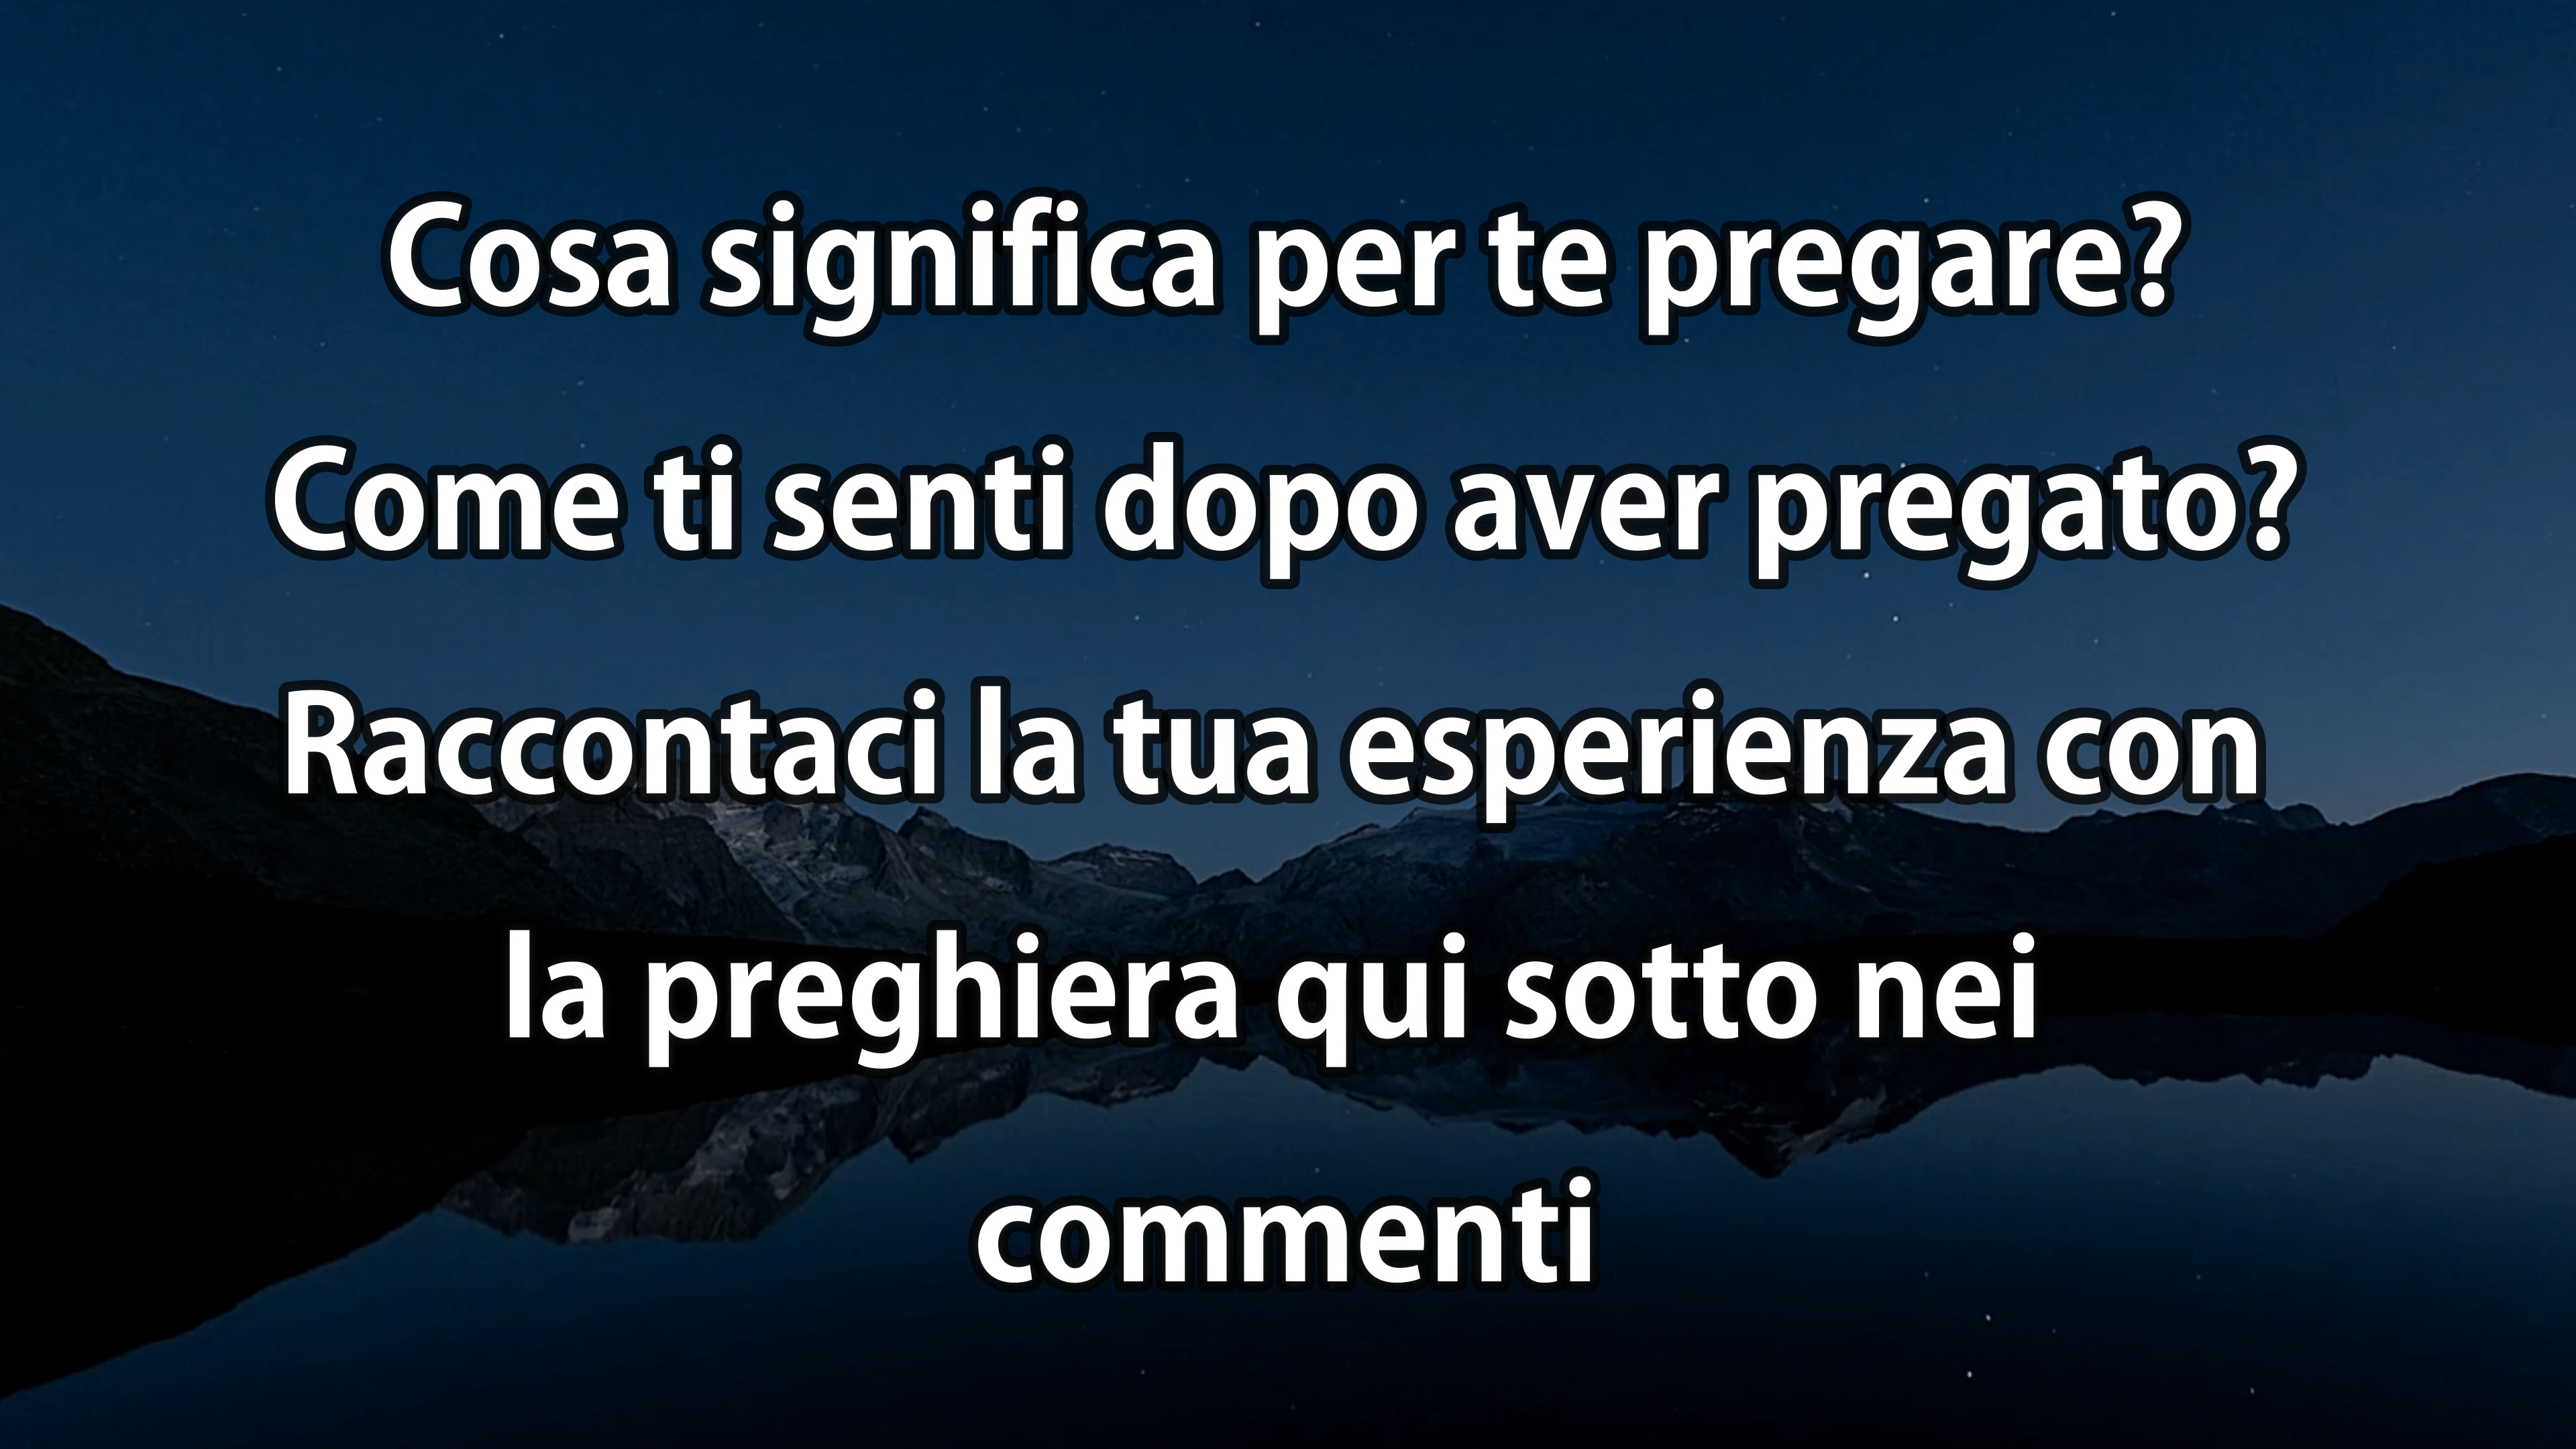 Cosa significa per te pregare?
Come ti senti dopo aver pregato?
Raccontaci la tua esperienza con
la preghiera qui sotto nei
commenti